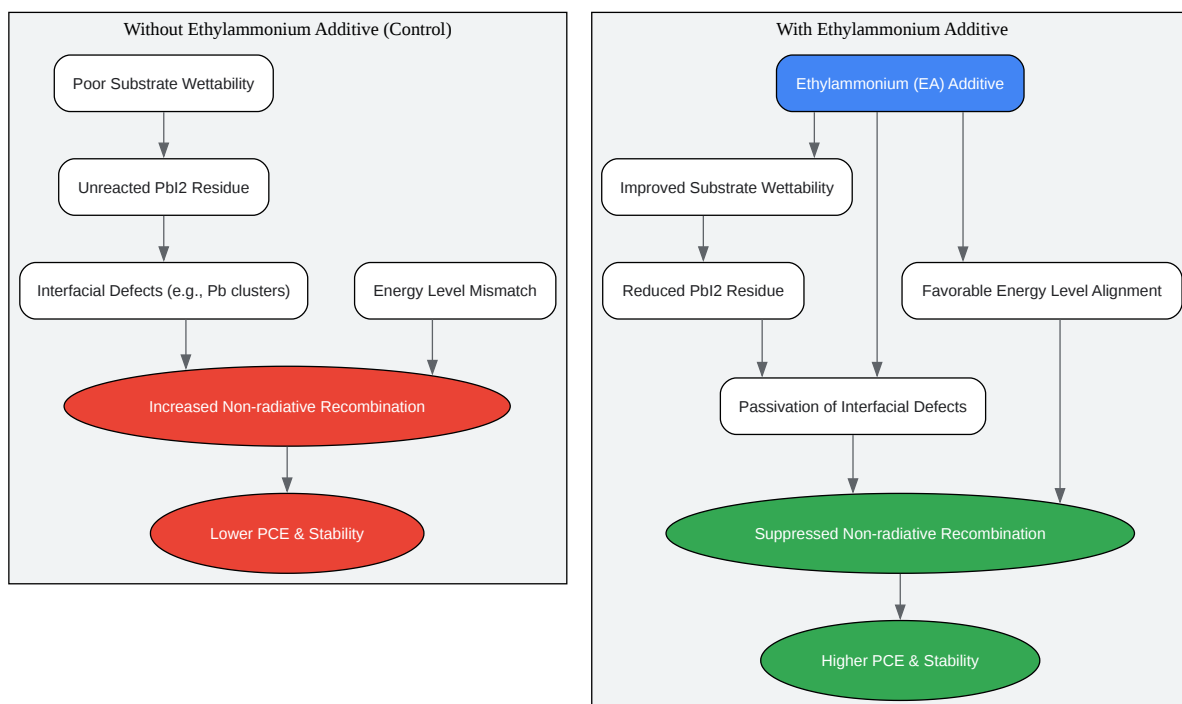 Without Ethylammonium Additive (Control)
Poor Substrate Wettability
Unreacted PbI2 Residue
Interfacial Defects (e.g., Pb clusters)
Energy Level Mismatch
Increased Non-radiative Recombination
Lower PCE & Stability
With Ethylammonium Additive
Ethylammonium (EA) Additive
Improved Substrate Wettability
Reduced PbI2 Residue
Favorable Energy Level Alignment
Passivation of Interfacial Defects
Suppressed Non-radiative Recombination
Higher PCE & Stability